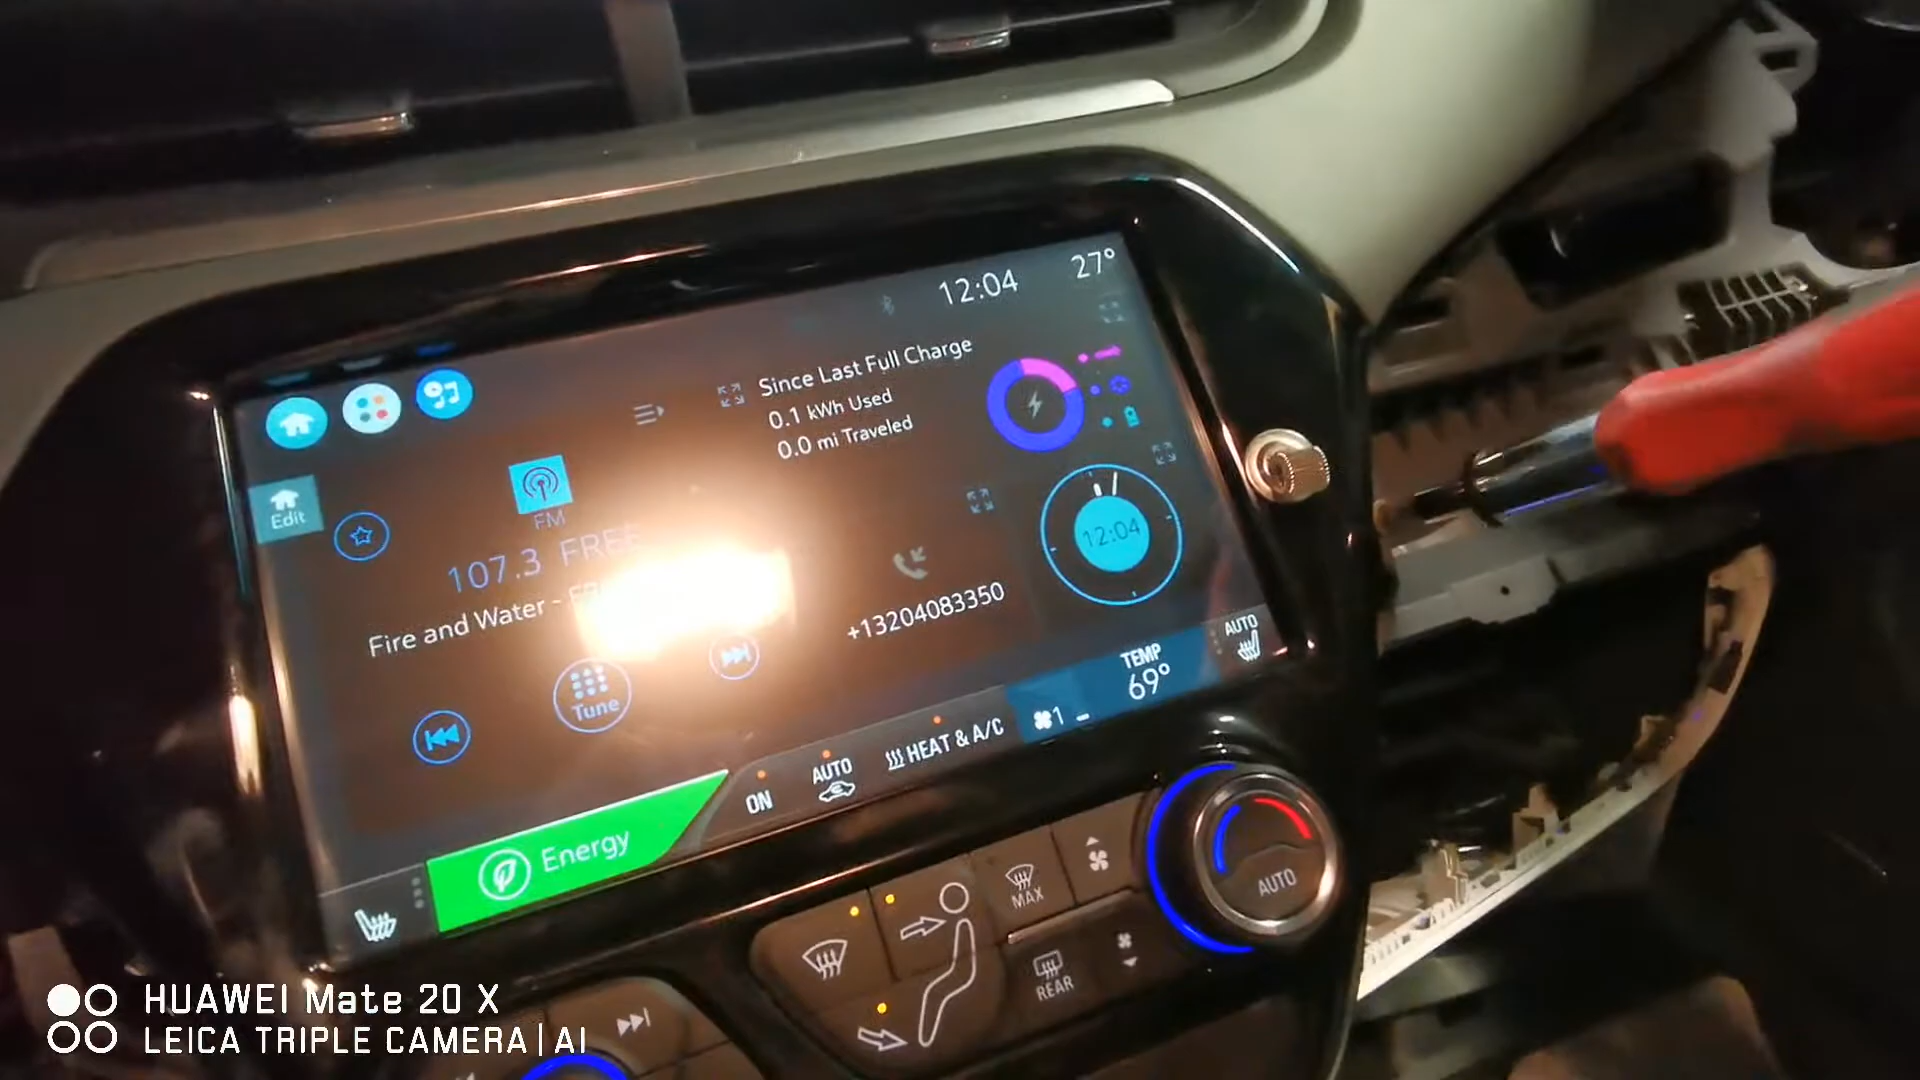 12:04
27°
Since Last Full Charge
0.1 kWh Used
0.0 mi Traveled
Edit
FM
107.3 FREE
Fire and Water -
12:04
+13204083350
Tune
AUTO
TEMP
69°
1
HEAT & A/C
AUTO
ON
Energy
AUTO
MAX
REAR
HUAWEI Mate 20 X
LEICA TRIPLE CAMERA | AI